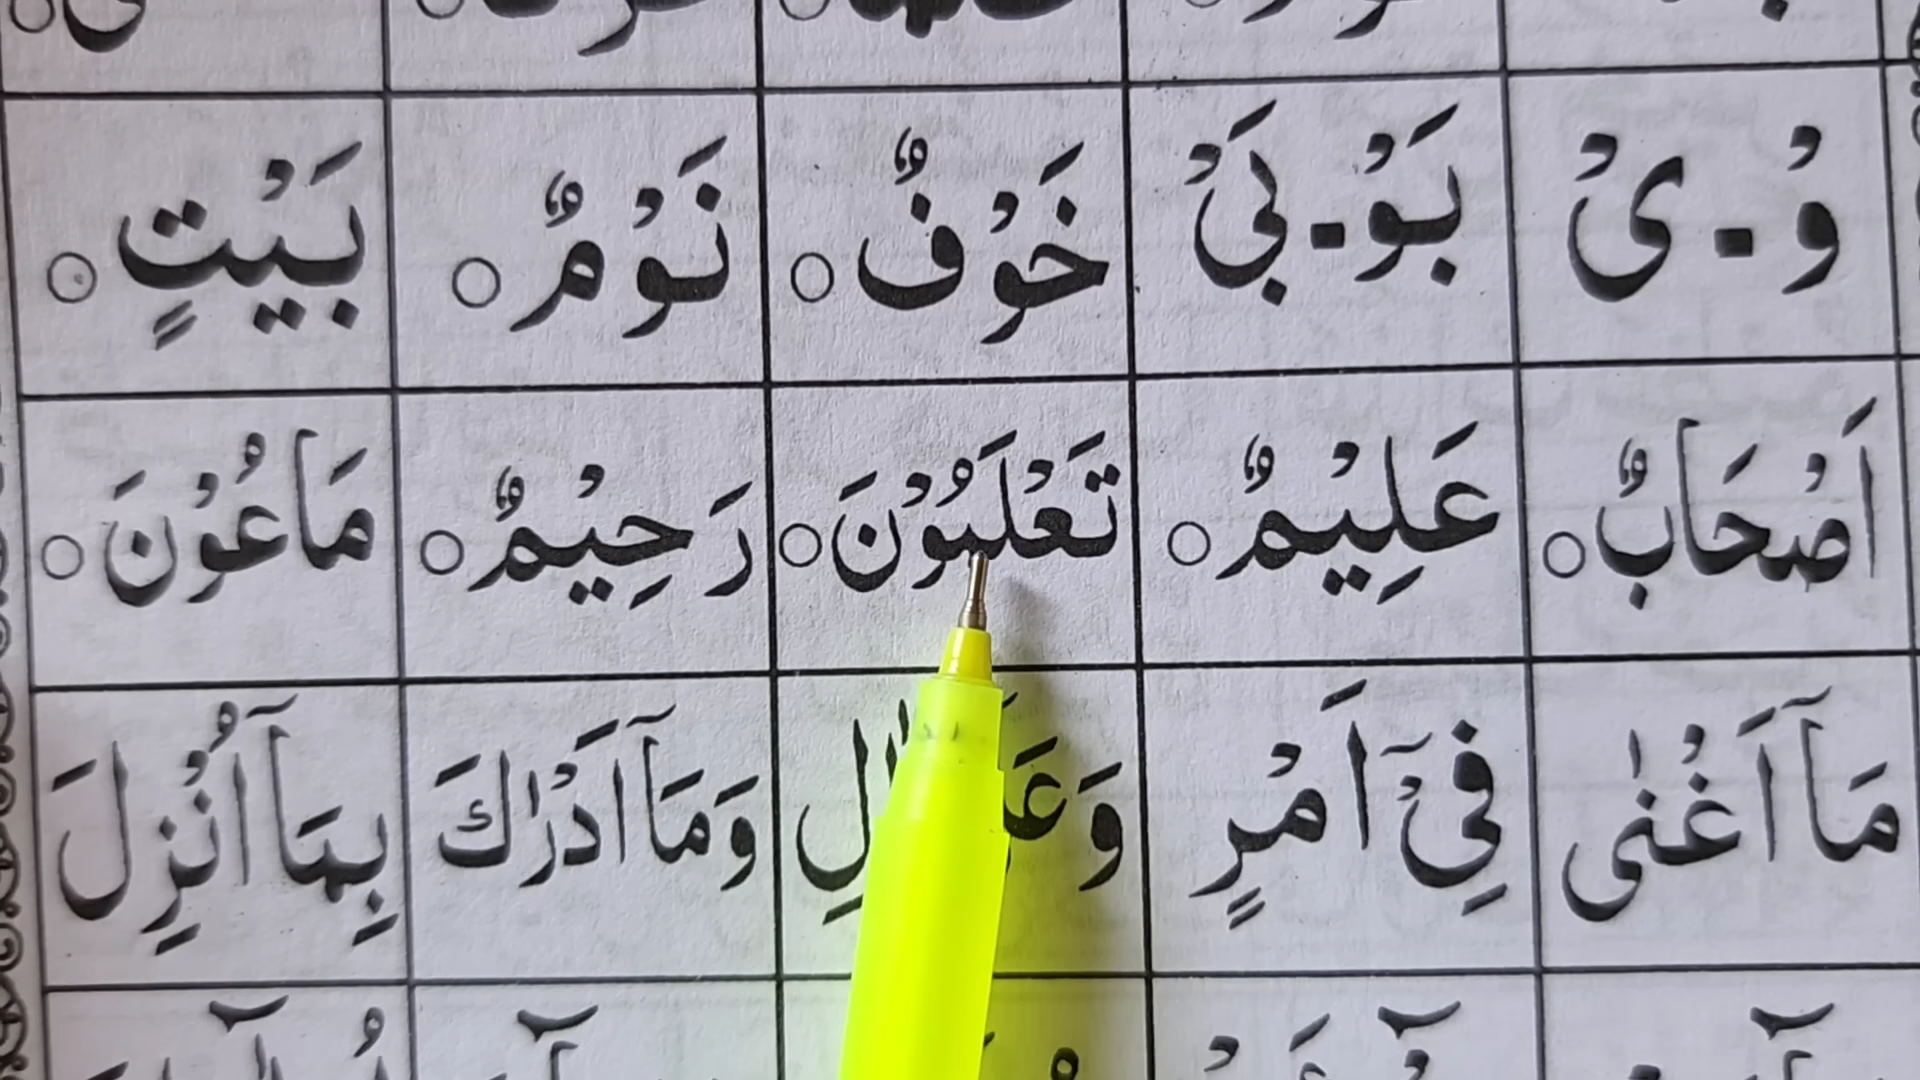 وْ - یْ بَوْ - بَیْ خَوْفٌ ○ نَوْمٌ ○ بَیْتٍ ○
اَصْحَابٌ ○ عَلِیْمٌ ○ تَعْلَمُوْنَ ○ رَحِیْمٌ ○ مَاعُوْنَ ○
مَاۤ اَغْنٰی فِیْۤ اَمْرٍ وَمَاۤ اَدْرٰكَ بِمَاۤ اُنْزِلَ